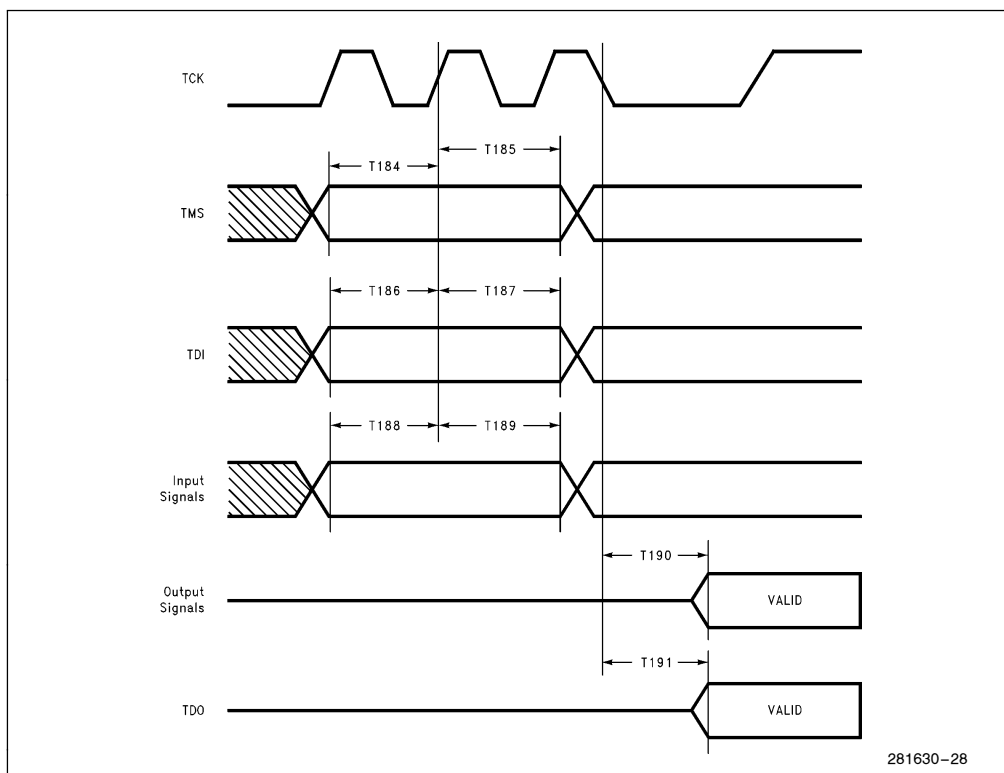 TCK
T184
T185
TMS
T186
T187
TDI
T188
T189
Input
Signals
T190
Output
Signals
VALID
T191
TDO
VALID
281630-28